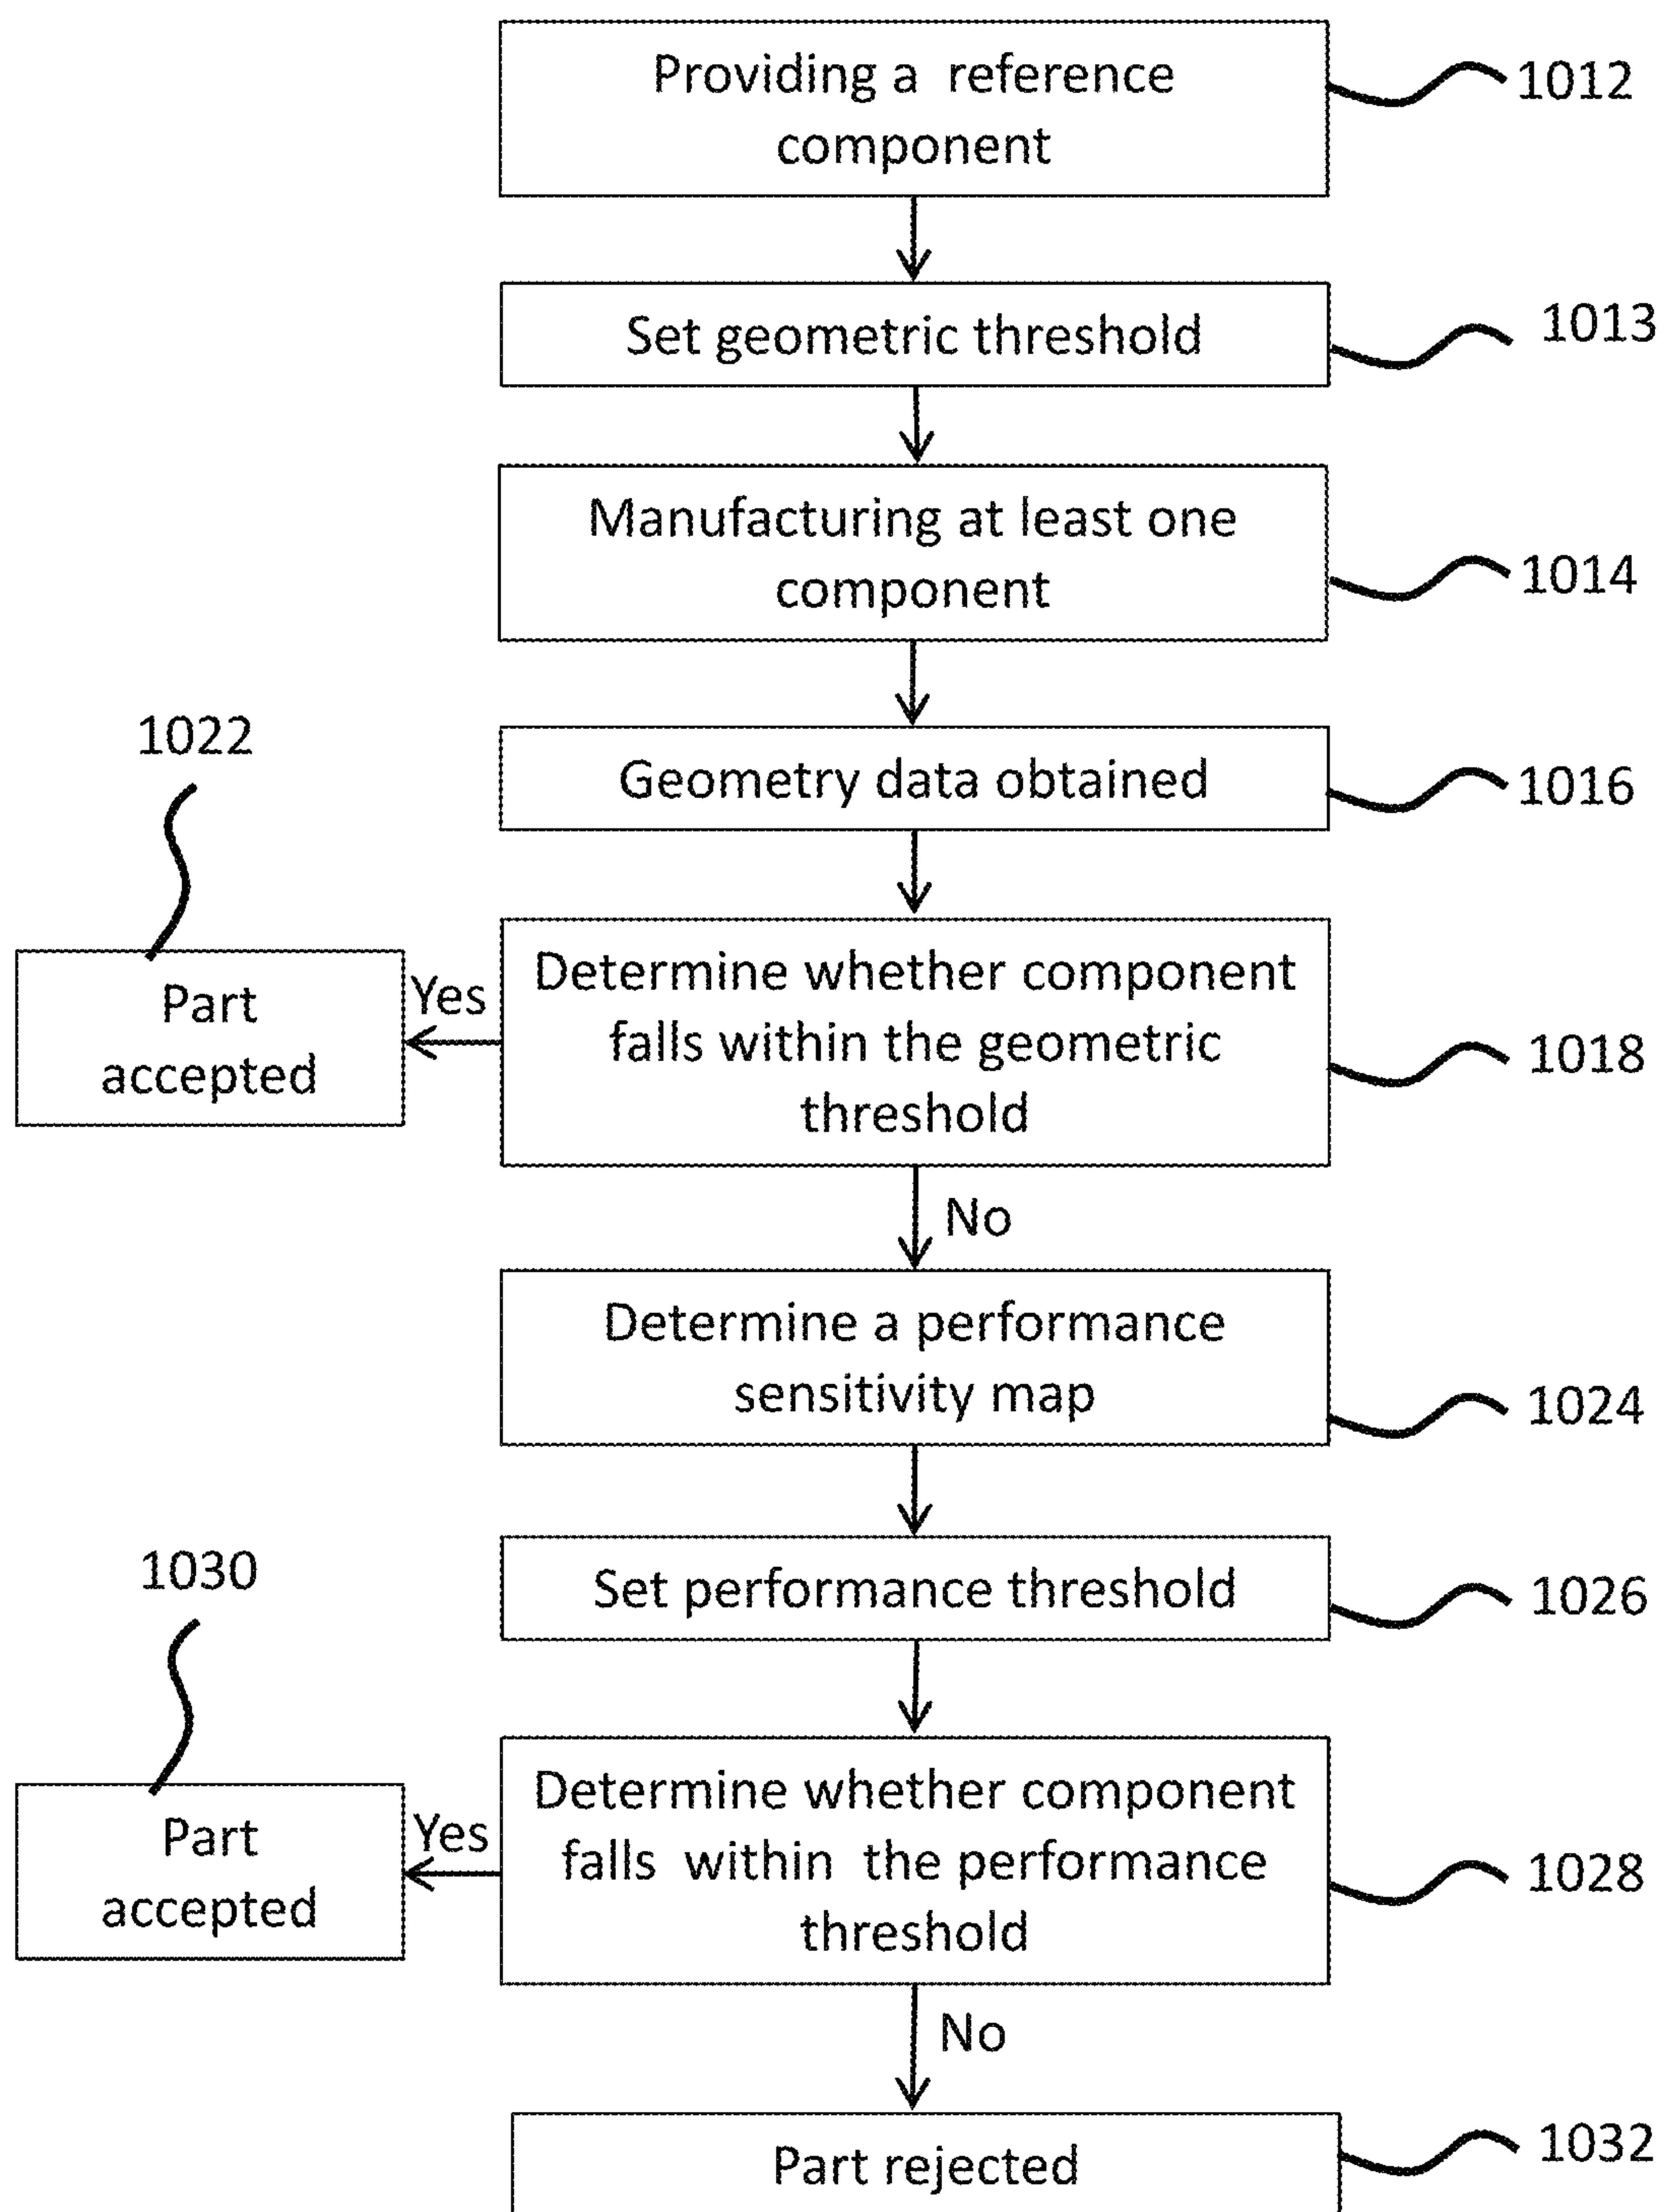 Providing a reference
component
1012
Set geometric threshold
1013
Manufacturing at least one
component
1014
Geometry data obtained
1016
1022
Part
accepted
Yes
Determine whether component
falls within the geometric
threshold
1018
No
Determine a performance
sensitivity map
1024
Set performance threshold
1026
1030
Part
accepted
Yes
Determine whether component
falls within the performance
threshold
1028
No
Part rejected
1032